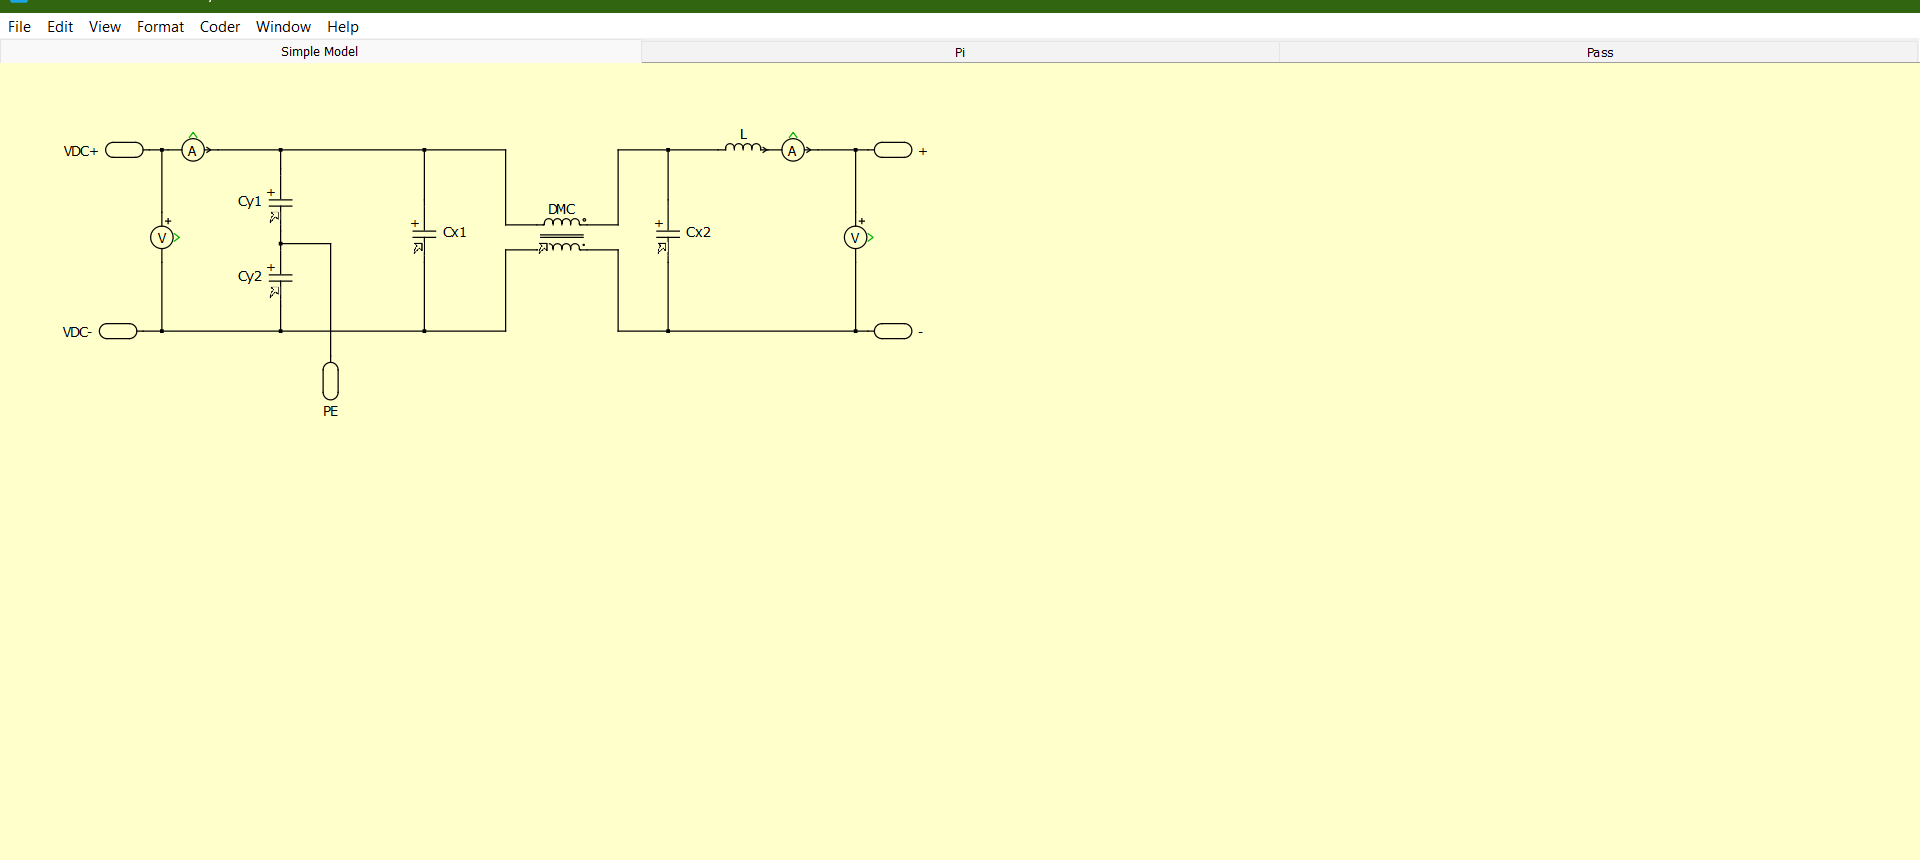 File Edit View Format Coder Window Help
Simple Model Pi Pass
L
VDC+ A A +
Cy1 +
DMC
+ V + Cx1 + Cx2 + V
Cy2 +
VDC- -
PE